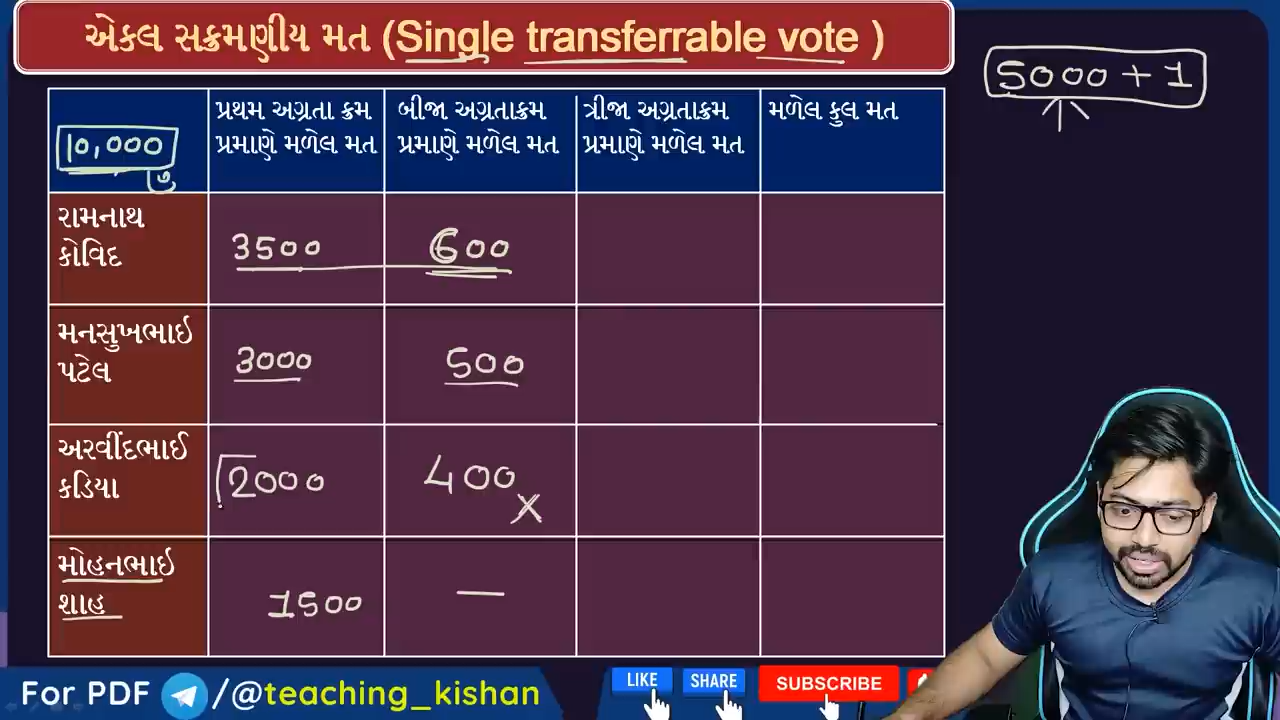 એકલ સક્રમણીય મત (Single transferrable vote )
5000 + 1
10,000
પ્રથમ અગ્રતા ક્રમ
પ્રમાણે મળેલ મત
બીજા અગ્રતાક્રમ
પ્રમાણે મળેલ મત
ત્રીજા અગ્રતાક્રમ
પ્રમાણે મળેલ મત
મળેલ કુલ મત
રામનાથ
કોવિદ
3500
600
મનસુખભાઇ
પટેલ
3000
500
અરવીંદભાઈ
કડિયા
2000
400
X
મોહનભાઇ
શાહ
1500
—
For PDF /@teaching_kishan
LIKE
SHARE
SUBSCRIBE